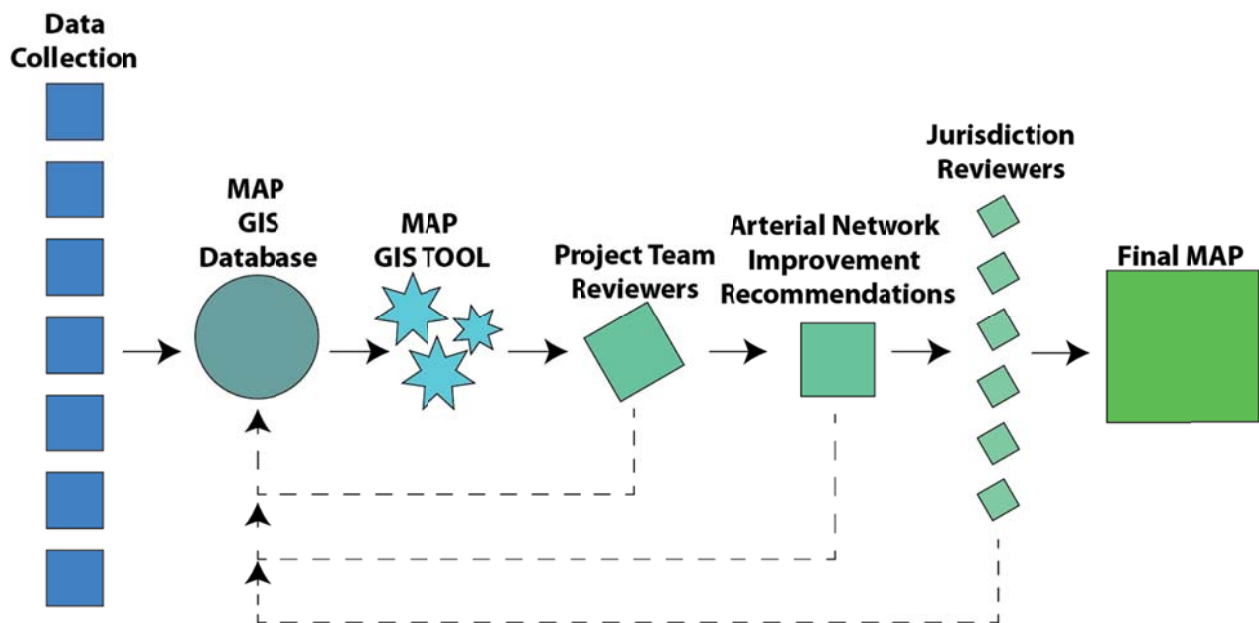 Data
Collection
MAP
GIS
Database
MAP
GIS TOOL
Project Team
Reviewers
Arterial Network
Improvement
Recommendations
Jurisdiction
Reviewers
Final MAP